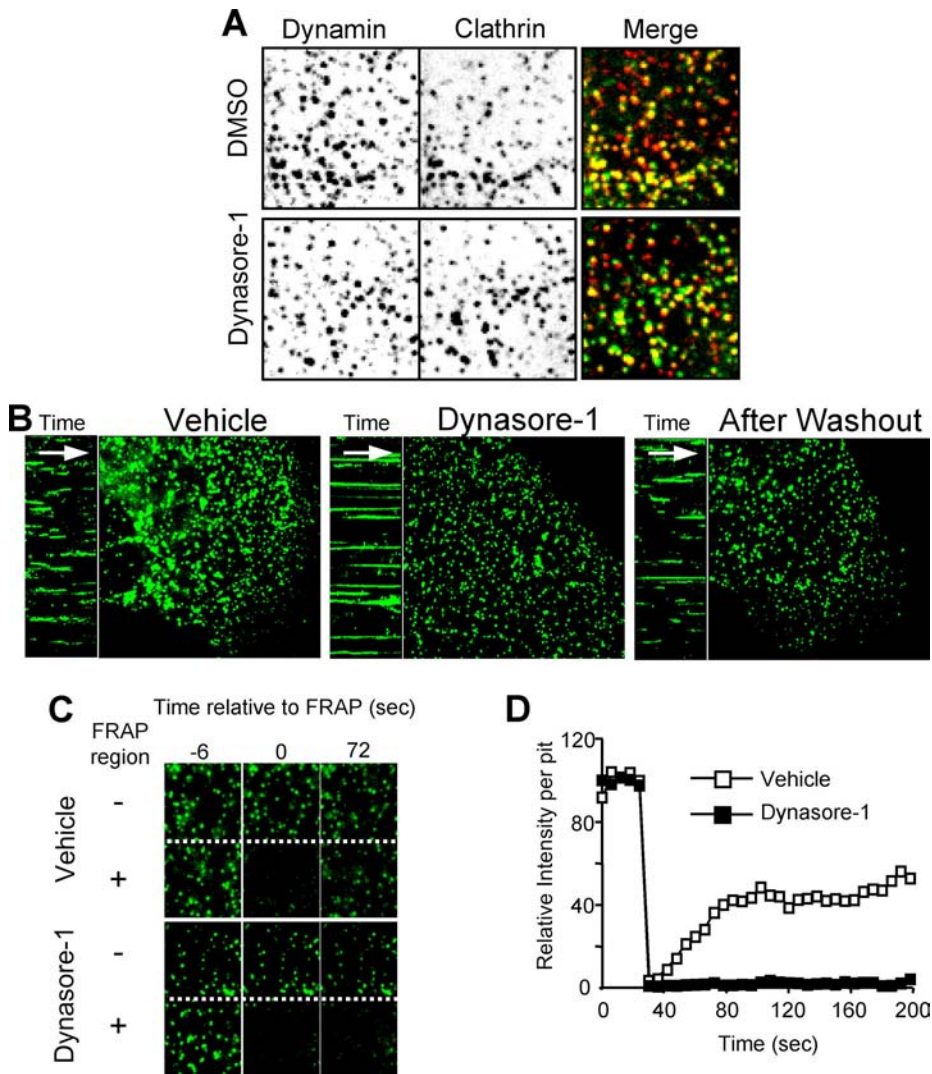 A
Dynamin Clathrin Merge
DMSO
Dynasore-1
B
Time Vehicle Time Dynasore-1 Time After Washout
C
Time relative to FRAP (sec)
FRAP
region
-6 0 72
Vehicle
-
+
Dynasore-1
-
+
D
Relative Intensity per pit
120
80
40
0
Vehicle
Dynasore-1
0 40 80 120 160 200
Time (sec)